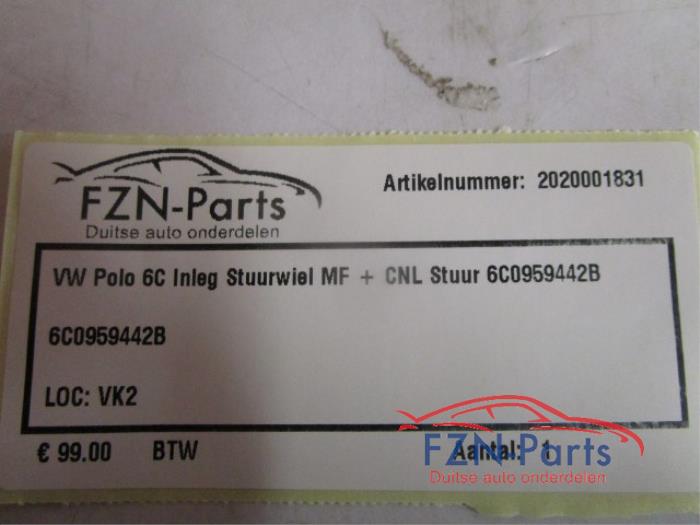 FZN-Parts
Duitse auto onderdelen
Artikelnummer: 2020001831
VW Polo 6C Inleg Stuurwiel MF + CNL Stuur 6C0959442B
6C0959442B
LOC: VK2
€ 99.00 BTW Aantal: 1
FZN-Parts
Duitse auto onderdelen